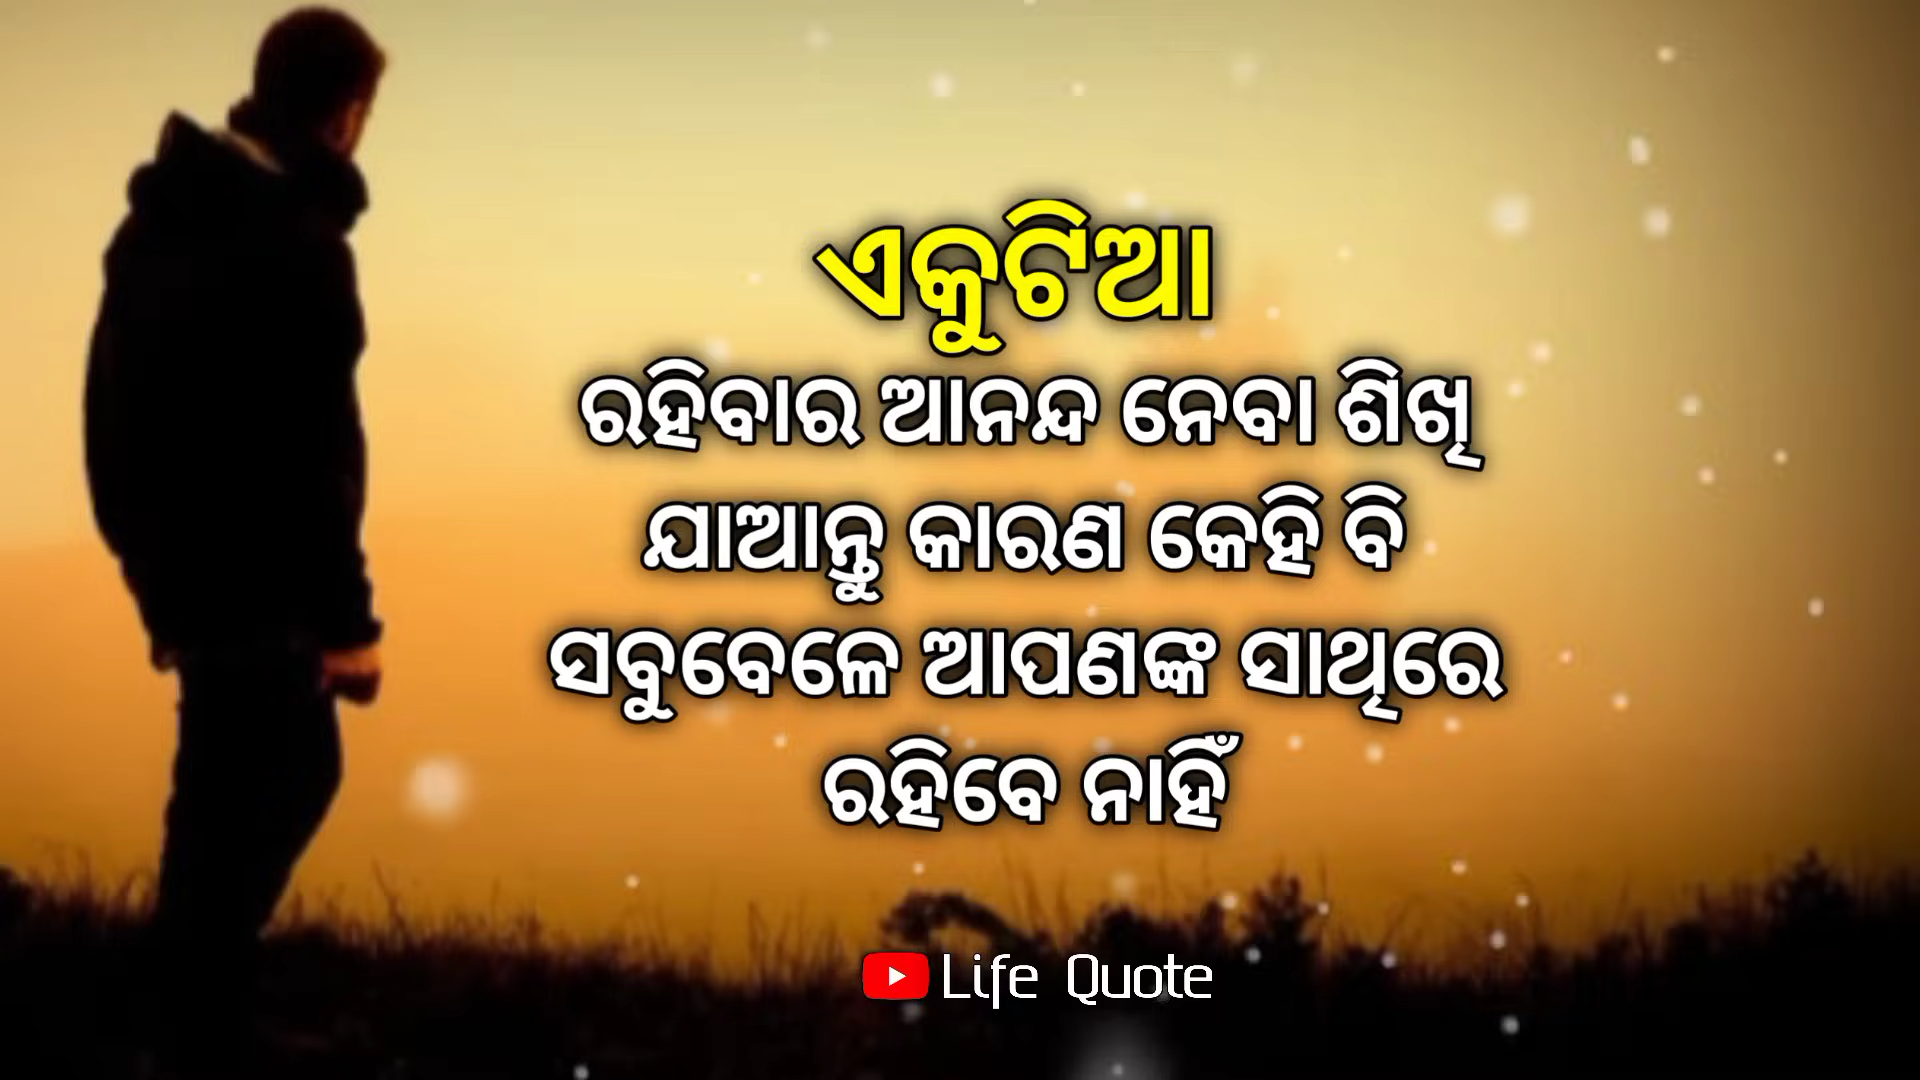 ଏକୁଟିଆ
ରହିବାର ଆନନ୍ଦ ନେବା ଶିଖି
ଯାଆନ୍ତୁ କାରଣ କେହି ବି
ସବୁବେଳେ ଆପଣଙ୍କ ସାଥିରେ
ରହିବେ ନାହିଁ
Life Quote